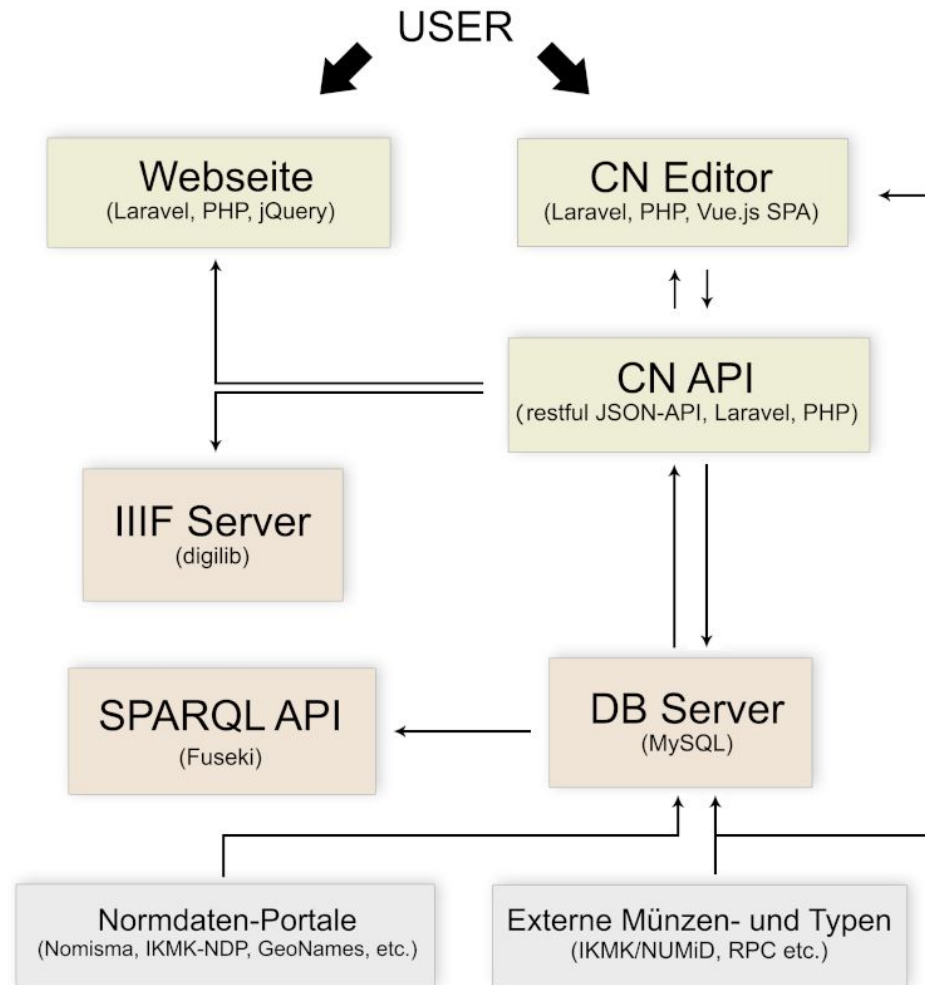 USER
Webseite
(Laravel, PHP, jQuery)
CN Editor
(Laravel, PHP, Vue.js SPA)
CN API
(restful JSON-API, Laravel, PHP)
IIIF Server
(digilib)
SPARQL API
(Fuseki)
DB Server
(MySQL)
Normdaten-Portale
(Nomisma, IKMK-NDP, GeoNames, etc.)
Externe Münzen- und Typen
(IKMK/NUMiD, RPC etc.)